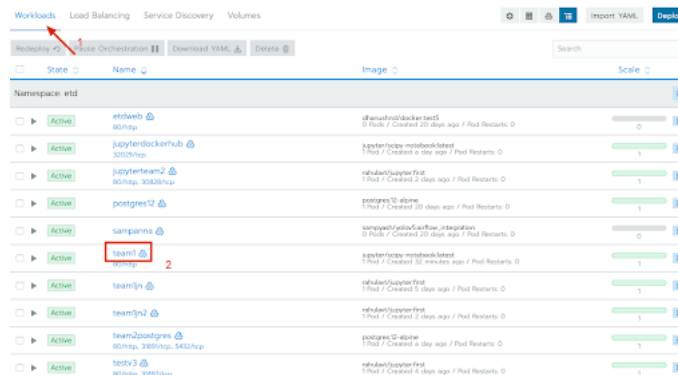 Workloads Load Balancing Service Discovery Volumes Import YAML Deplo
1
Redeploy Pause Orchestration Download YAML Delete Search
State Name Image Scale
Namespace: etd
Active etdweb dhanushnd/docker:test5
80/http 0 Pods / Created 20 days ago / Pod Restarts: 0 0
Active jupyterdockerhub jupyter/scipy-notebook:latest
32029/tcp 1 Pod / Created a day ago / Pod Restarts: 0 1
Active jupyterteam2 rahulavi/jupyter:first
80/http, 30828/tcp 1 Pod / Created 2 days ago / Pod Restarts: 0 1
Active postgres12 postgres:12-alpine
1 Pod / Created 20 days ago / Pod Restarts: 0 1
Active sampanna
0 Pods / Created 20 days ago / Pod Restarts: 0 0
Active team1 jupyter/scipy-notebook:latest
80/http 2 1 Pod / Created 32 minutes ago / Pod Restarts: 0 1
Active team1jn rahulavi/jupyter:first
1 Pod / Created 5 days ago / Pod Restarts: 0 1
Active team1jn2 rahulavi/jupyter:first
1 Pod / Created 2 days ago / Pod Restarts: 0 1
Active team2postgres postgres:12-alpine
80/http, 31891/tcp, 5432/tcp 1 Pod / Created a day ago / Pod Restarts: 0 1
Active testv3 rahulavi/jupyter:first
1 Pod / Created 4 days ago / Pod Restarts: 0 1